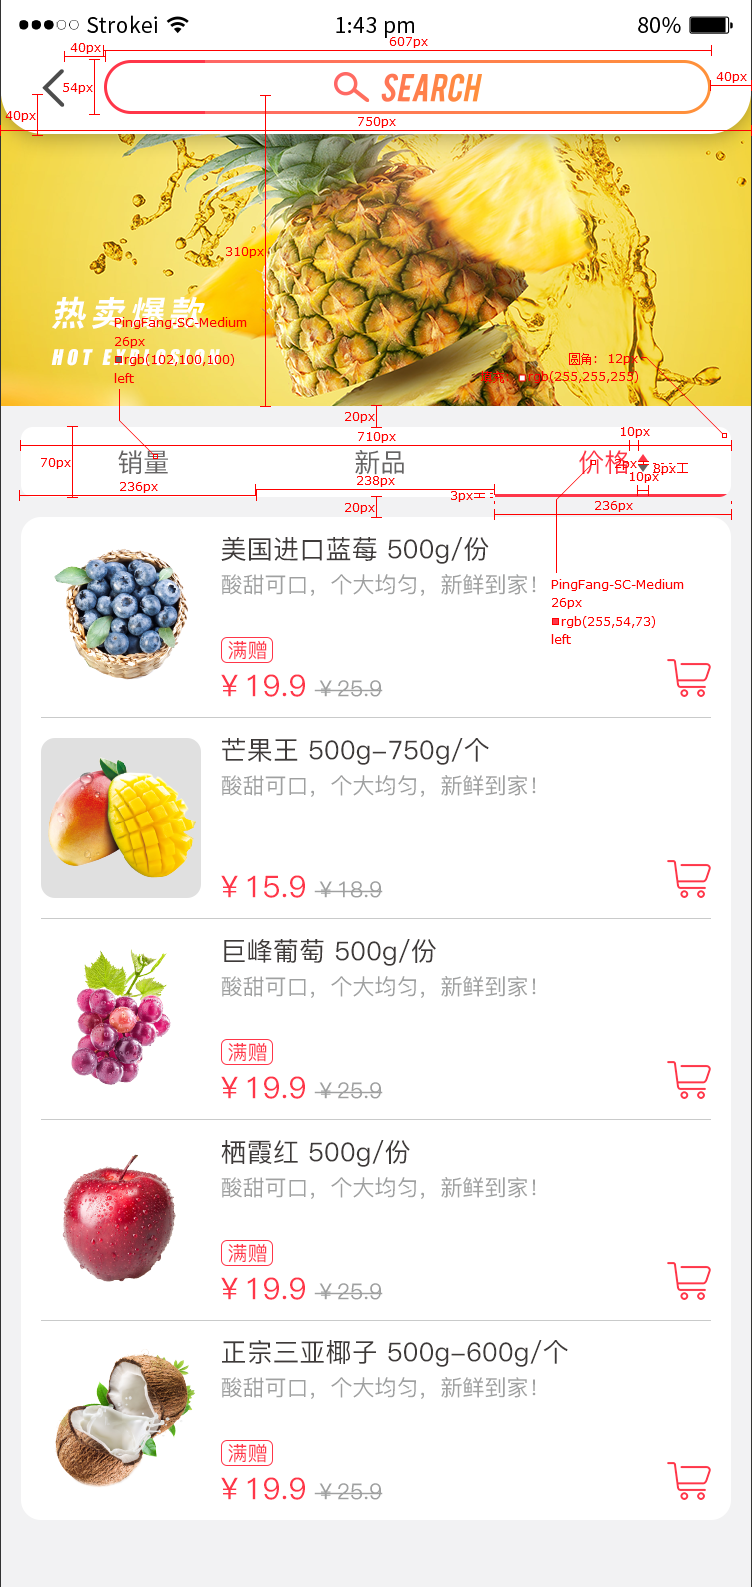 Strokei
1:43 pm
80%
607px
40px
54px
SEARCH
40px
40px
750px
310px
热卖爆款
PingFang-SC-Medium
HOT EXPLOSION
26px
rgb(102,100,100)
left
圆角： 12px
rgb(255,255,255)
20px
710px
10px
70px
销量
新品
价格
2px
8px
10px
236px
238px
3px
236px
20px
PingFang-SC-Medium
26px
rgb(255,54,73)
left
美国进口蓝莓 500g/份
酸甜可口，个大均匀，新鲜到家！
满赠
￥19.9 ￥25.9
芒果王 500g-750g/个
酸甜可口，个大均匀，新鲜到家！
￥15.9 ￥18.9
巨峰葡萄 500g/份
酸甜可口，个大均匀，新鲜到家！
满赠
￥19.9 ￥25.9
栖霞红 500g/份
酸甜可口，个大均匀，新鲜到家！
满赠
￥19.9 ￥25.9
正宗三亚椰子 500g-600g/个
酸甜可口，个大均匀，新鲜到家！
满赠
￥19.9 ￥25.9